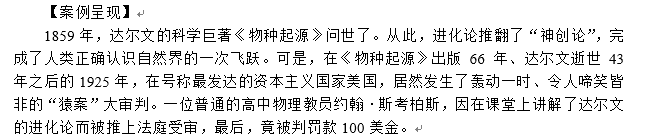 【案例呈现】
1859 年，达尔文的科学巨著《物种起源》问世了。从此，进化论推翻了“神创论”，完
成了人类正确认识自然界的一次飞跃。可是，在《物种起源》出版 66 年、达尔文逝世 43
年之后的 1925 年，在号称最发达的资本主义国家美国，居然发生了轰动一时、令人啼笑皆
非的“猿案”大审判。一位普通的高中物理教员约翰·斯考柏斯，因在课堂上讲解了达尔文
的进化论而被推上法庭受审，最后，竟被判罚款 100 美金。